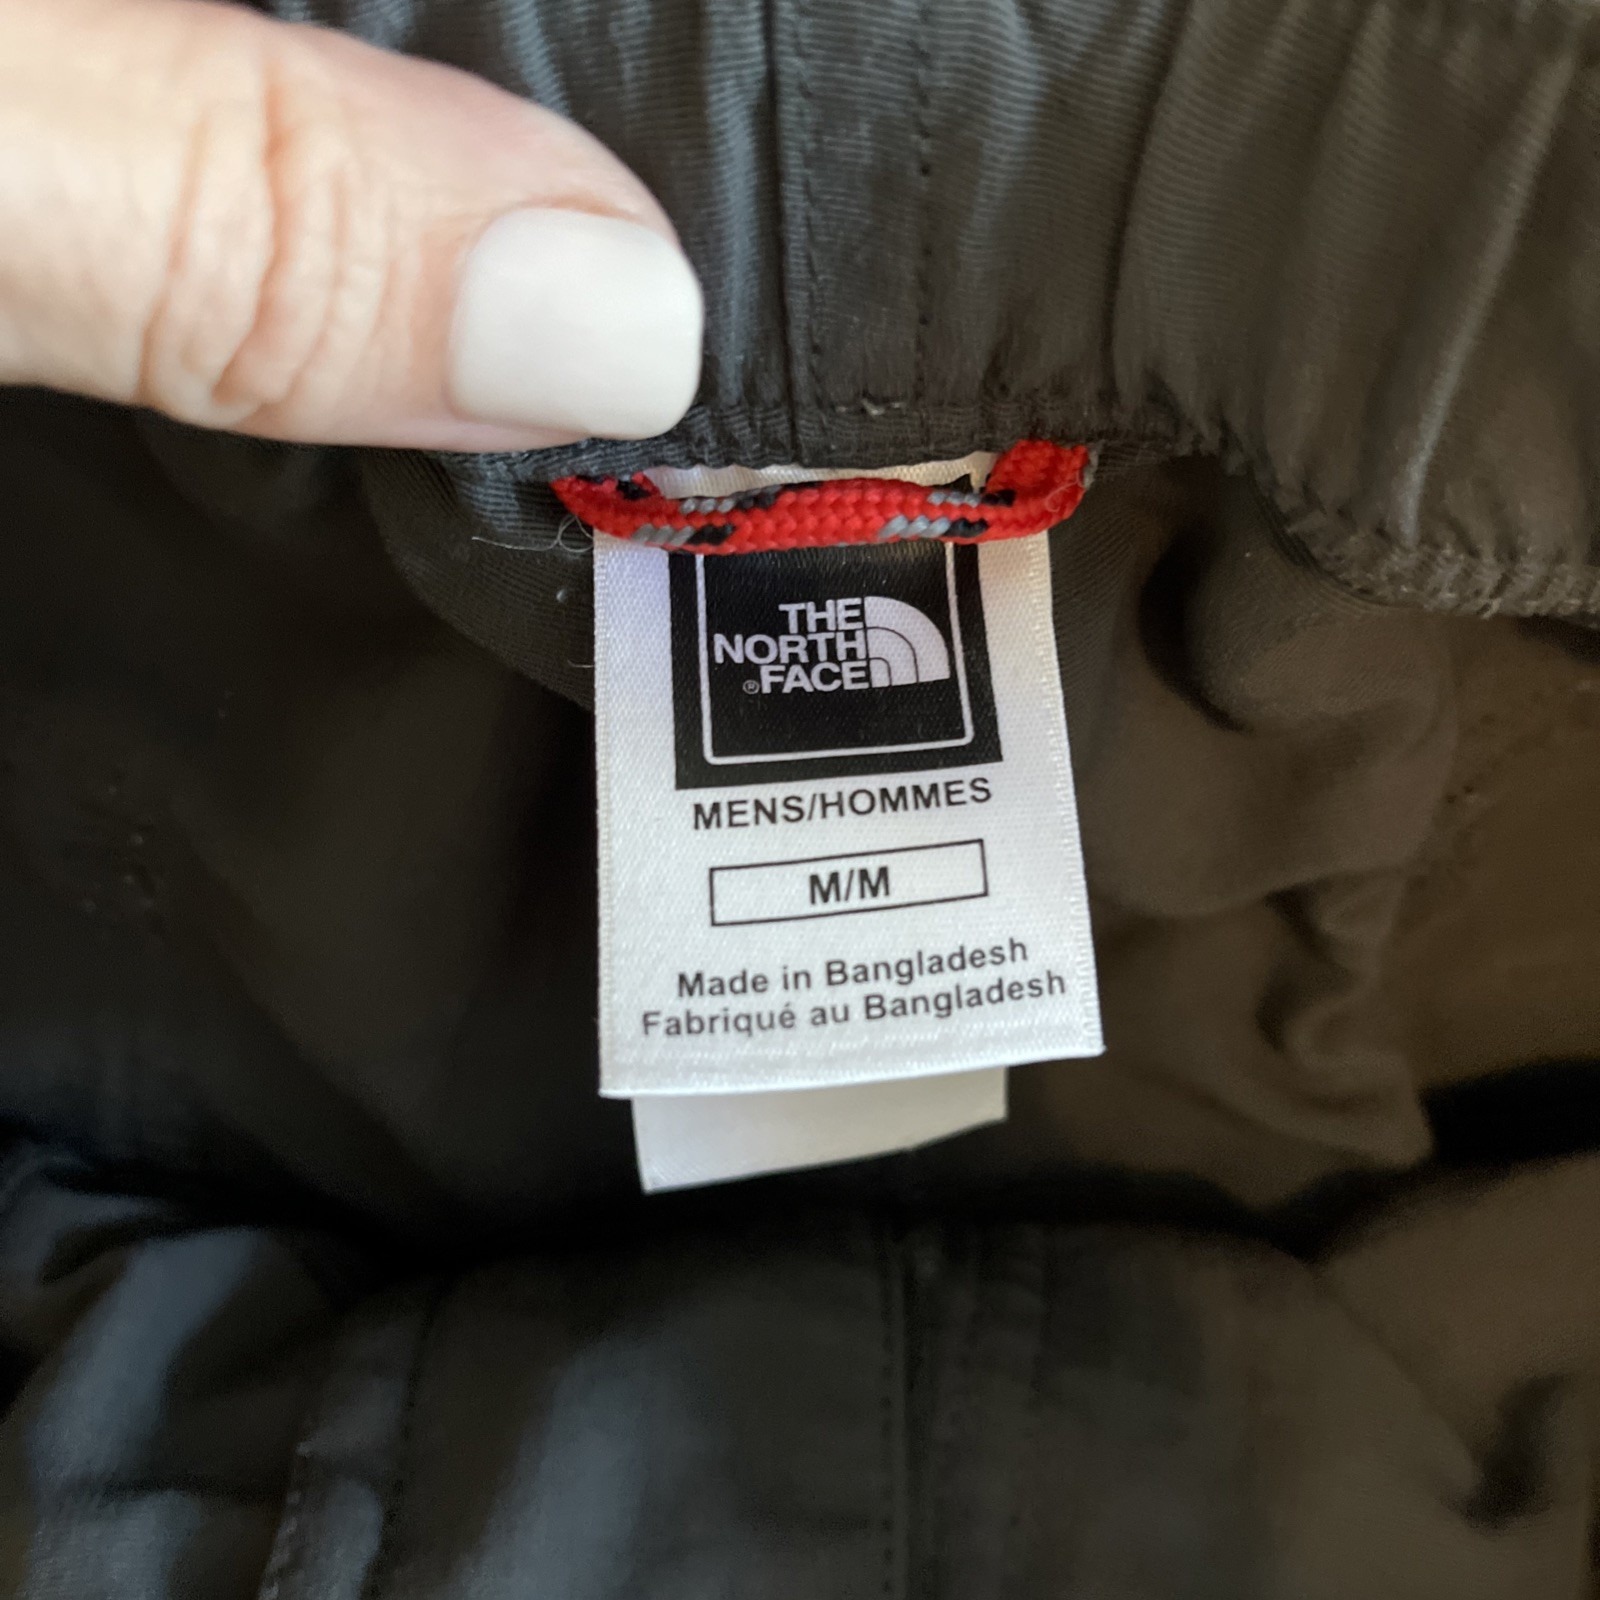 THE
NORTH
®FACE
MENS/HOMMES
M/M
Made in Bangladesh
Fabriqué au Bangladesh